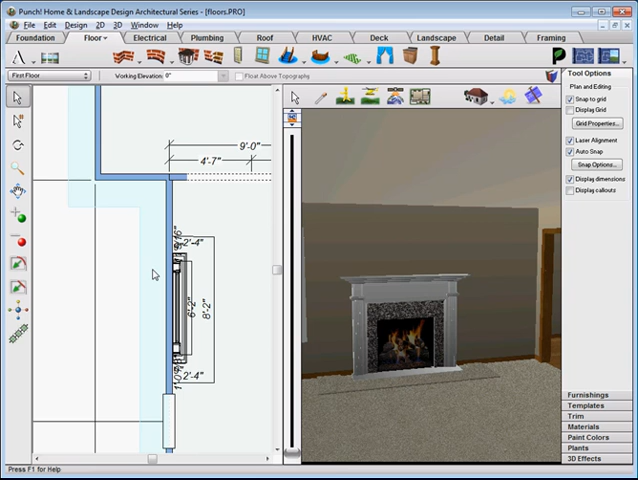 Punch! Home & Landscape Design Architectural Series - [floors.PRO]
File Edit Design 2D 3D Window Help
Foundation Floor Electrical Plumbing Roof HVAC Deck Landscape Detail Framing
First Floor Working Elevation: 0" Float Above Topography
Tool Options
Plan and Editing
Snap to grid
Display Grid
Grid Properties...
Laser Alignment
Auto Snap
Snap Options...
Display dimensions
Display callouts
9'-0"
4'-7"
2'-4"
6'-2"
8'-2"
2'-4"
Furnishings
Templates
Trim
Materials
Paint Colors
Plants
3D Effects
Press F1 for Help